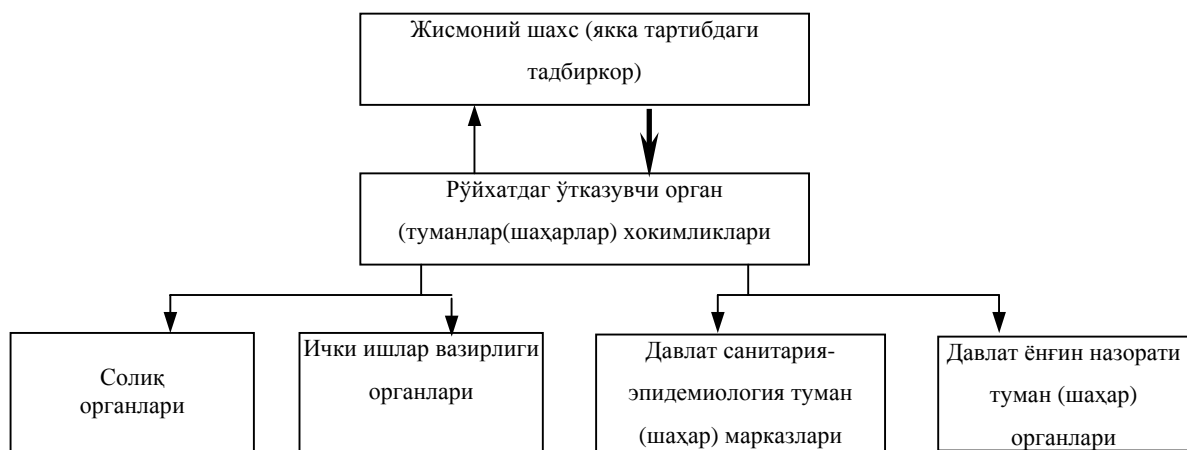 Жисмоний шахс (якка тартибдаги
тадбиркор)
Рўйхатдаг ўтказувчи орган
(туманлар(шаҳарлар) хокимликлари
Солиқ
органлари
Ички ишлар вазирлиги
органлари
Давлат санитария-
эпидемиология туман
(шаҳар) марказлари
Давлат ёнғин назорати
туман (шаҳар)
органлари